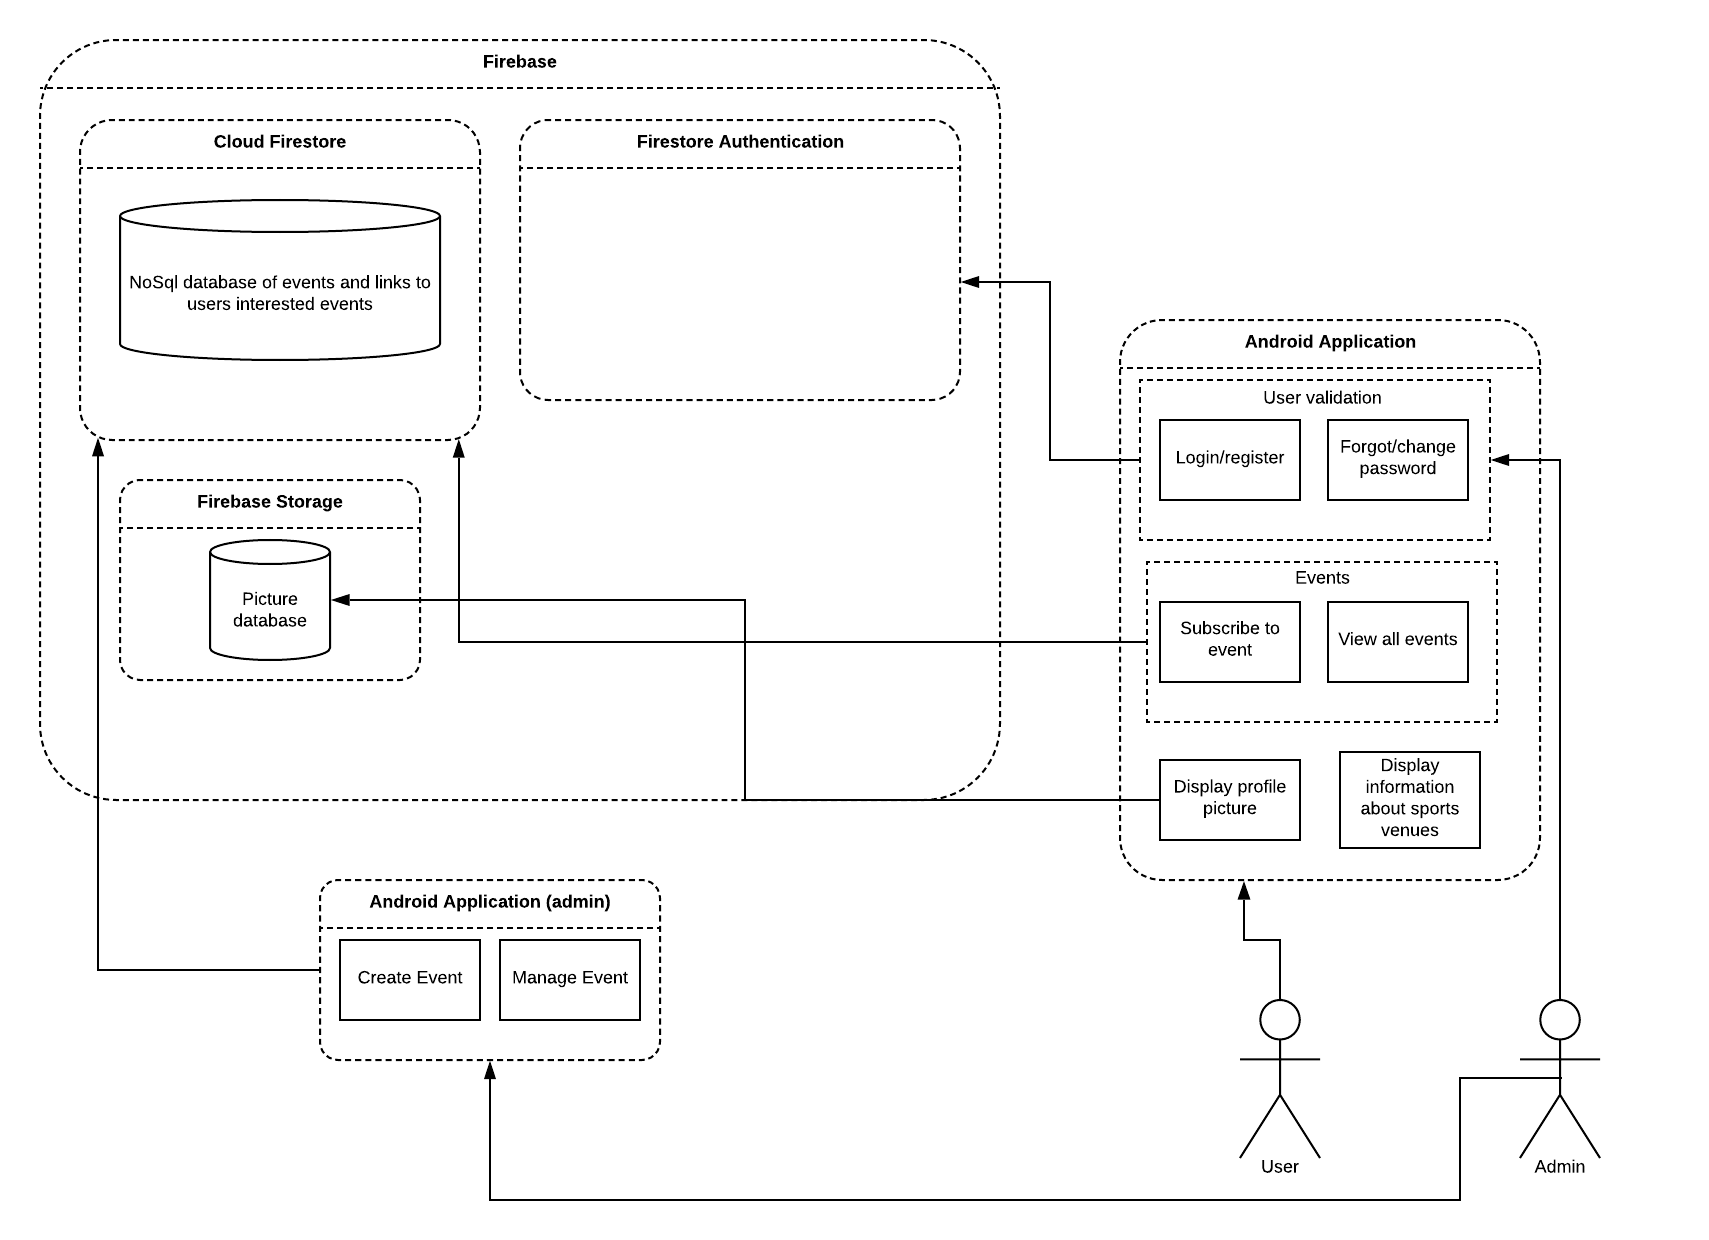 Firebase
Cloud Firestore
Firestore Authentication
NoSql database of events and links to
users interested events
Firebase Storage
Picture
database
Android Application
User validation
Login/register
Forgot/change
password
Events
Subscribe to
event
View all events
Display profile
picture
Display
information
about sports
venues
Android Application (admin)
Create Event
Manage Event
User
Admin